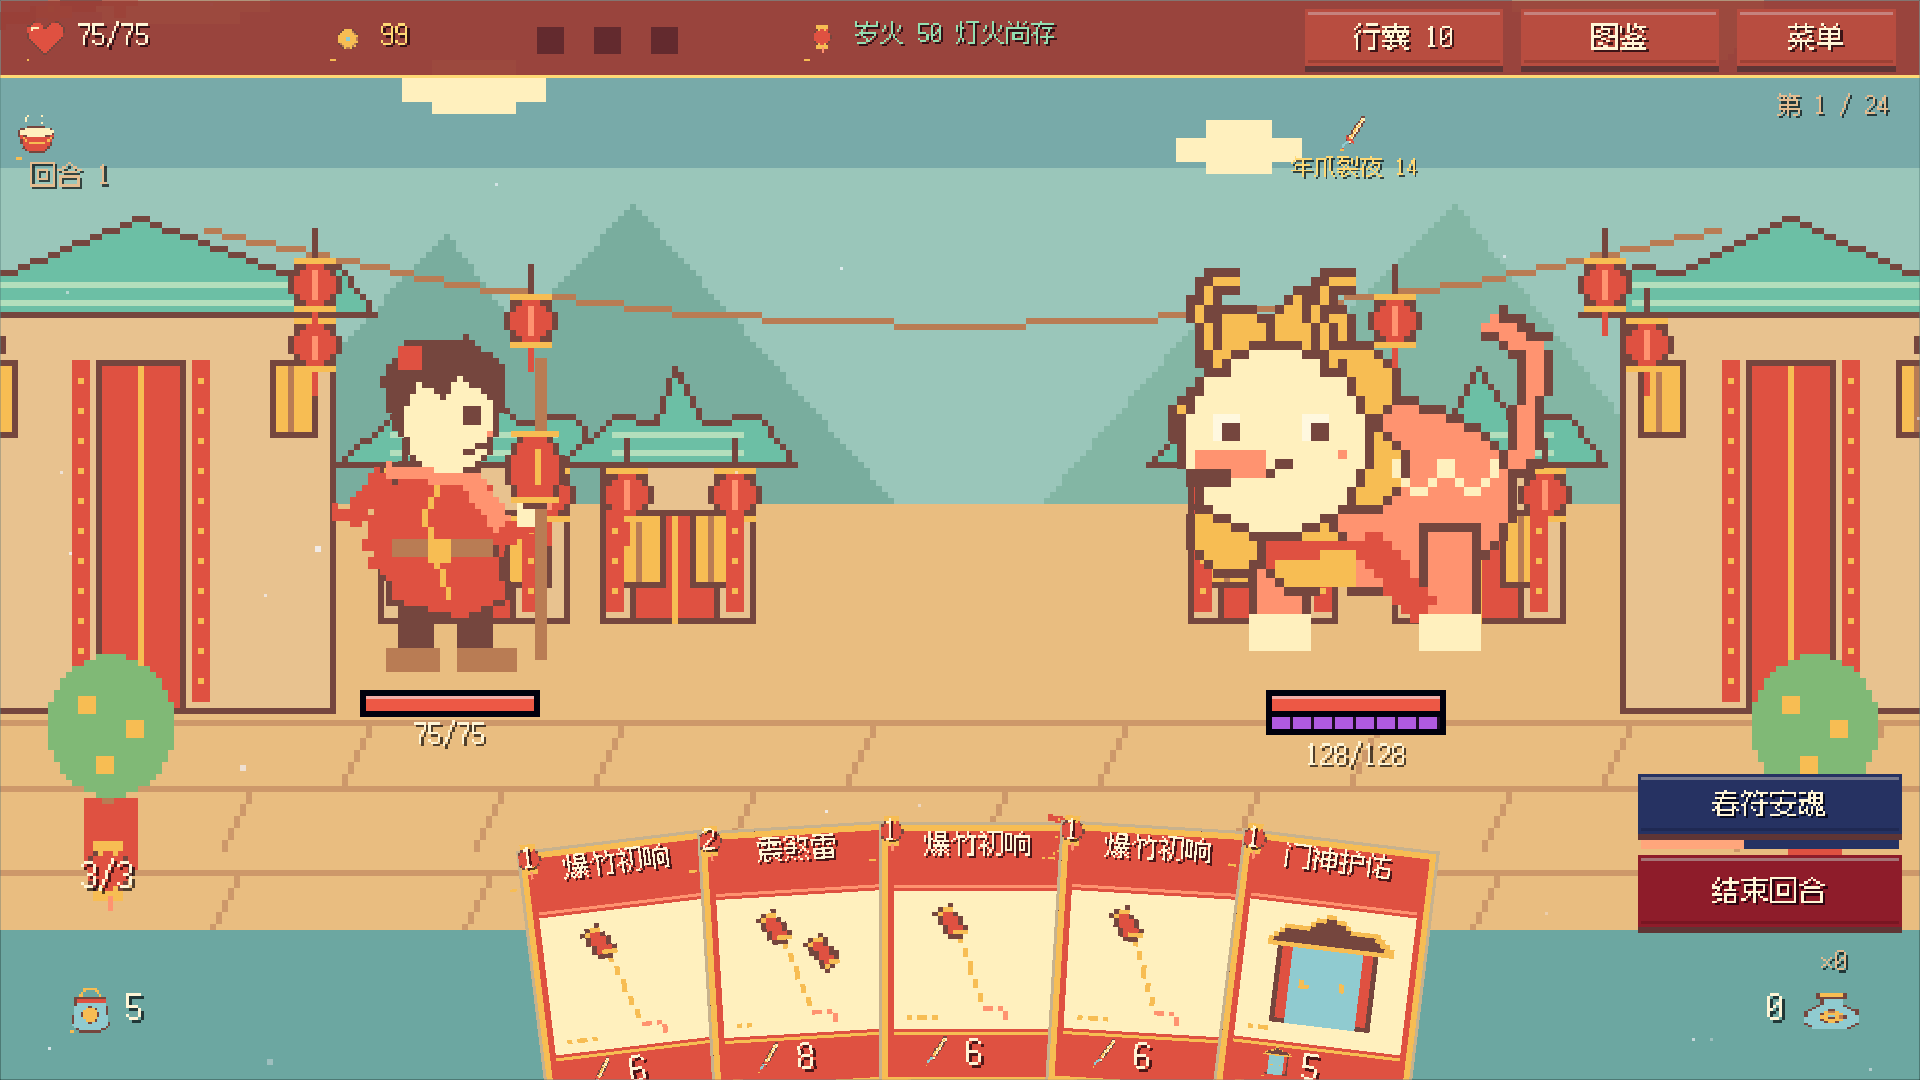 75/75
99
岁火 50 灯火尚存
行囊 10
图鉴
菜单
第 1 / 24
回合 1
年爪裂夜 14
75/75
128/128
春符安魂
结束回合
3/3
1 爆竹初响
2 震煞雷
1 爆竹初响
1 爆竹初响
1 门神护佑
6
8
6
6
5
5
×0
0